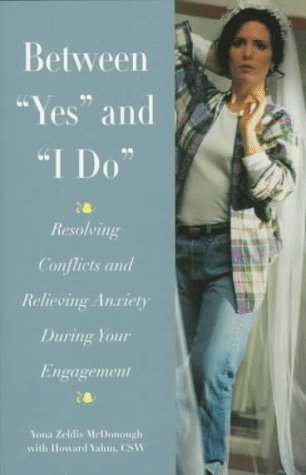 Between
“Yes” and
“I Do”
Resolving
Conflicts and
Relieving Anxiety
During Your
Engagement
Yona Zeldis McDonough
with Howard Yahm, CSW